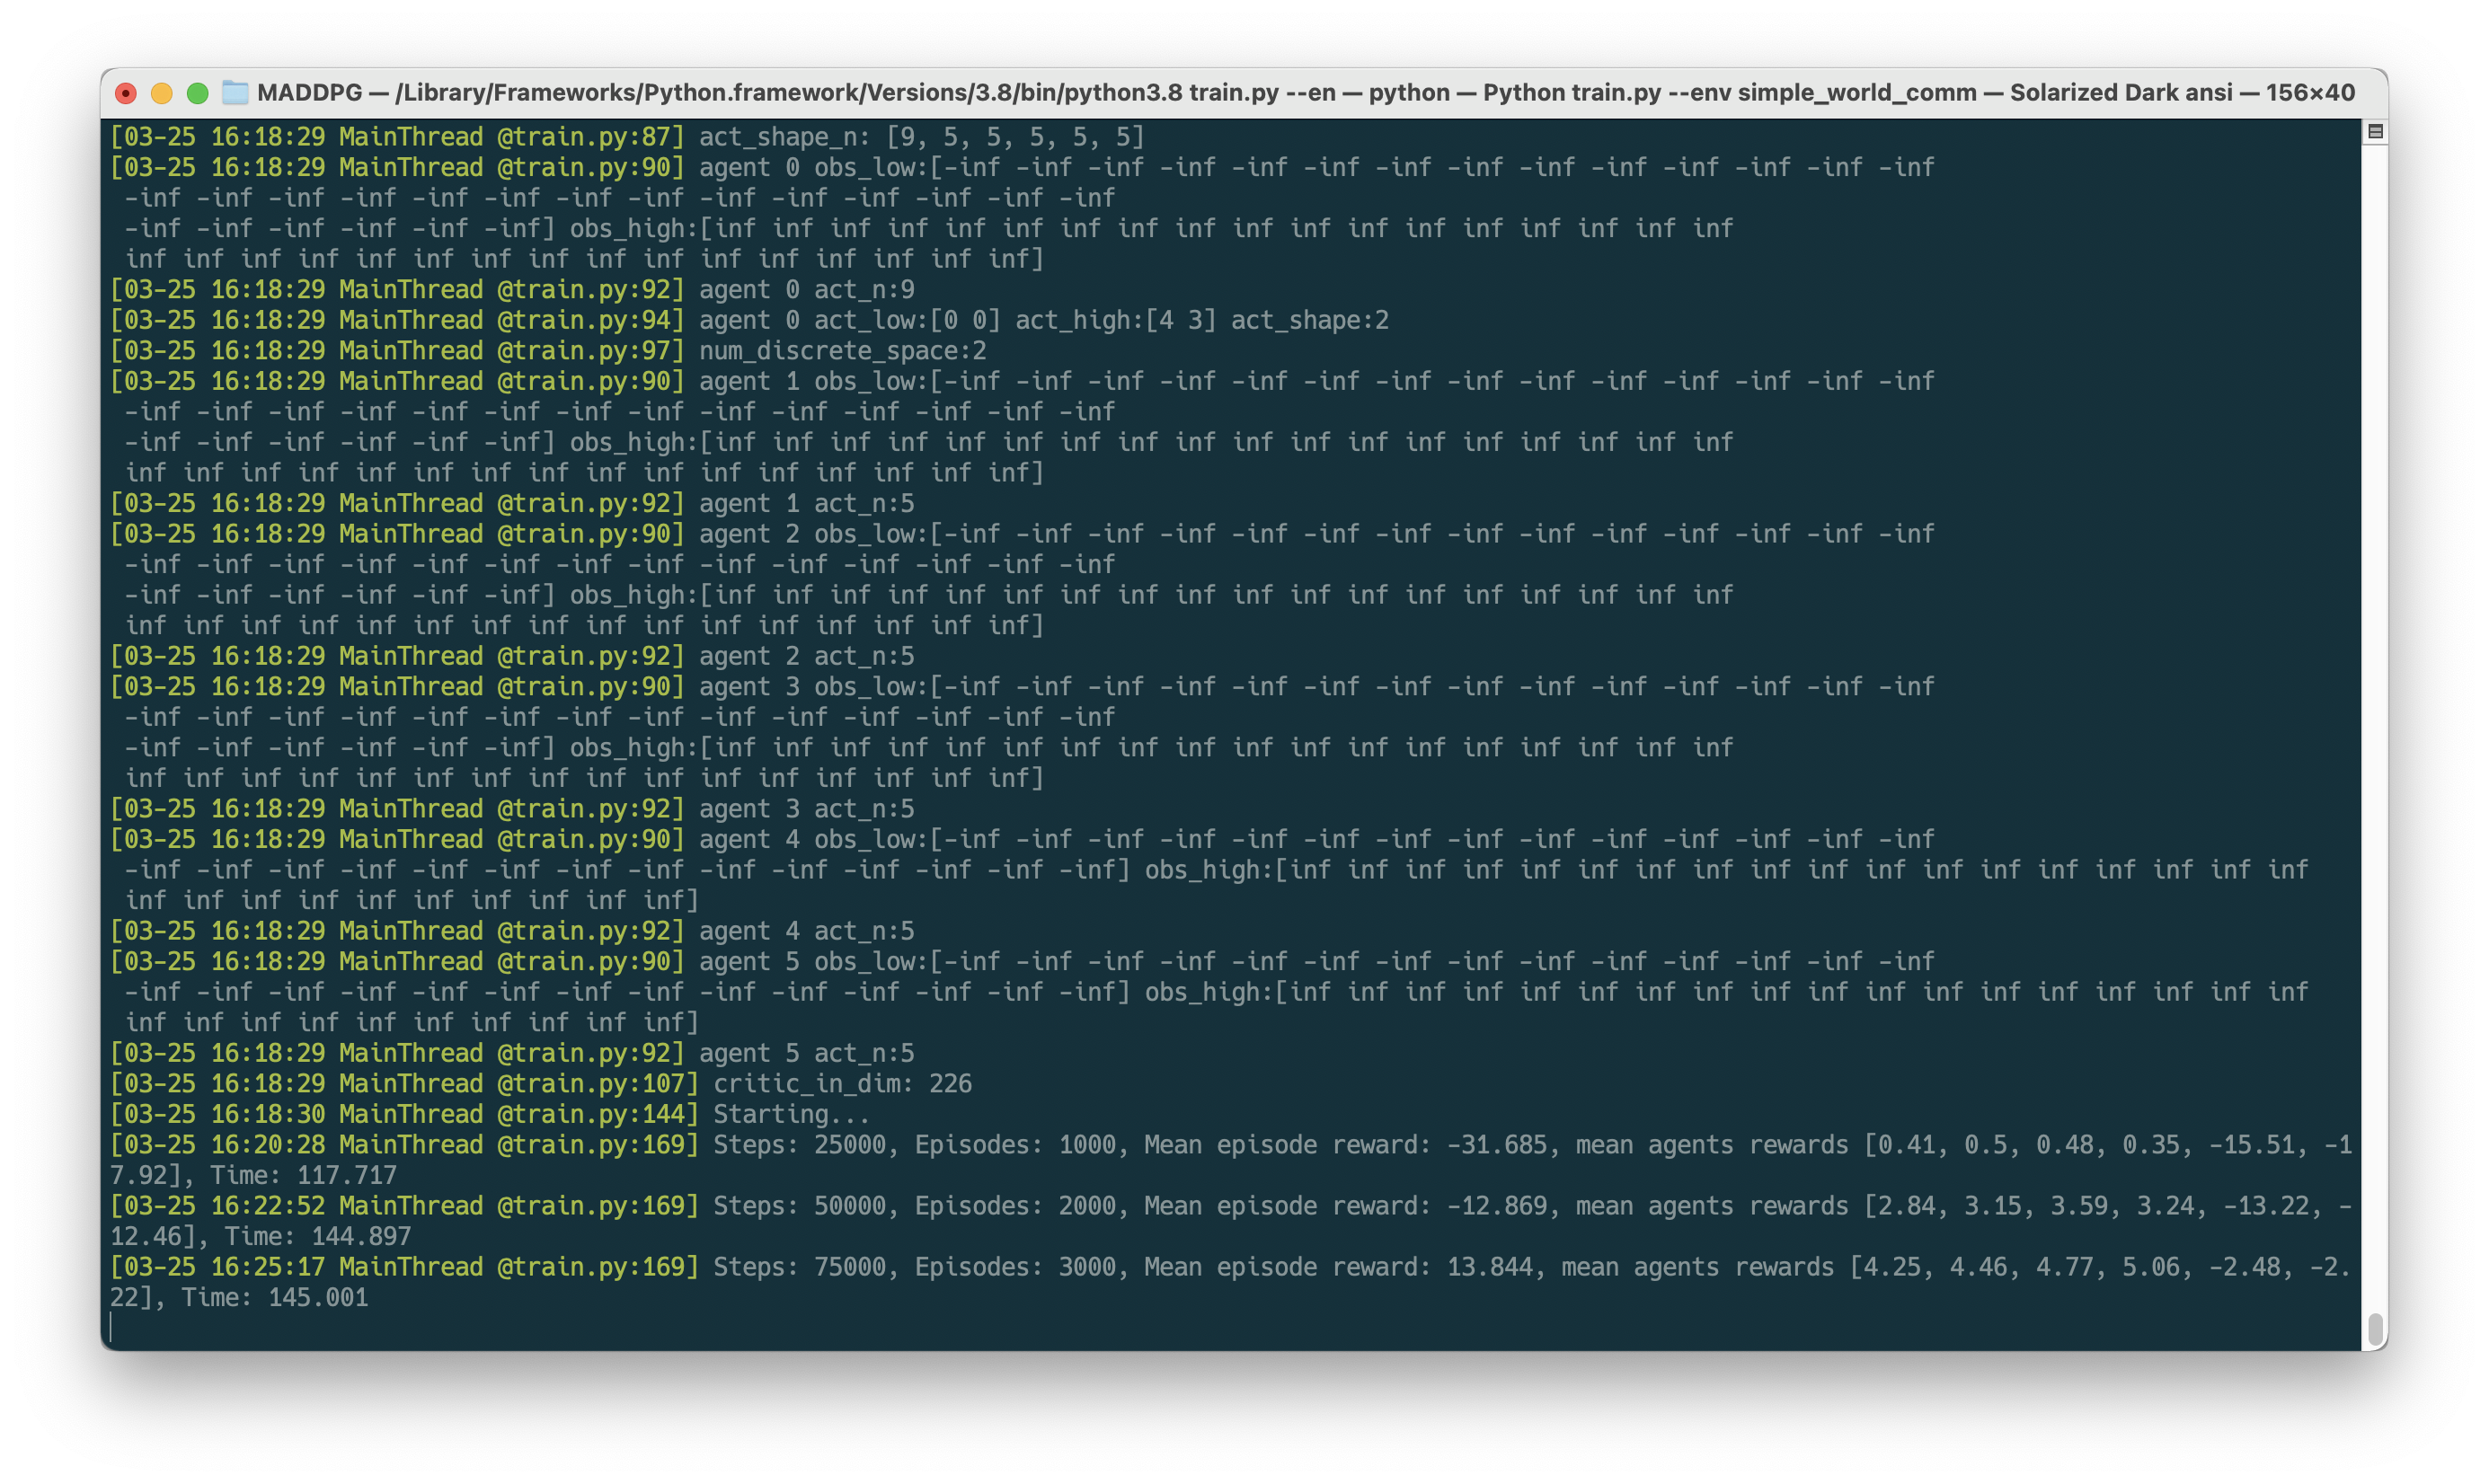 MADDPG — /Library/Frameworks/Python.framework/Versions/3.8/bin/python3.8 train.py --en — python — Python train.py --env simple_world_comm — Solarized Dark ansi — 156×40
[03-25 16:18:29 MainThread @train.py:87] act_shape_n: [9, 5, 5, 5, 5, 5]
[03-25 16:18:29 MainThread @train.py:90] agent 0 obs_low:[-inf -inf -inf -inf -inf -inf -inf -inf -inf -inf -inf -inf -inf -inf
 -inf -inf -inf -inf -inf -inf -inf -inf -inf -inf -inf -inf -inf -inf
 -inf -inf -inf -inf -inf -inf] obs_high:[inf inf inf inf inf inf inf inf inf inf inf inf inf inf inf inf inf inf
 inf inf inf inf inf inf inf inf inf inf inf inf inf inf inf inf]
[03-25 16:18:29 MainThread @train.py:92] agent 0 act_n:9
[03-25 16:18:29 MainThread @train.py:94] agent 0 act_low:[0 0] act_high:[4 3] act_shape:2
[03-25 16:18:29 MainThread @train.py:97] num_discrete_space:2
[03-25 16:18:29 MainThread @train.py:90] agent 1 obs_low:[-inf -inf -inf -inf -inf -inf -inf -inf -inf -inf -inf -inf -inf -inf
 -inf -inf -inf -inf -inf -inf -inf -inf -inf -inf -inf -inf -inf -inf
 -inf -inf -inf -inf -inf -inf] obs_high:[inf inf inf inf inf inf inf inf inf inf inf inf inf inf inf inf inf inf
 inf inf inf inf inf inf inf inf inf inf inf inf inf inf inf inf]
[03-25 16:18:29 MainThread @train.py:92] agent 1 act_n:5
[03-25 16:18:29 MainThread @train.py:90] agent 2 obs_low:[-inf -inf -inf -inf -inf -inf -inf -inf -inf -inf -inf -inf -inf -inf
 -inf -inf -inf -inf -inf -inf -inf -inf -inf -inf -inf -inf -inf -inf
 -inf -inf -inf -inf -inf -inf] obs_high:[inf inf inf inf inf inf inf inf inf inf inf inf inf inf inf inf inf inf
 inf inf inf inf inf inf inf inf inf inf inf inf inf inf inf inf]
[03-25 16:18:29 MainThread @train.py:92] agent 2 act_n:5
[03-25 16:18:29 MainThread @train.py:90] agent 3 obs_low:[-inf -inf -inf -inf -inf -inf -inf -inf -inf -inf -inf -inf -inf -inf
 -inf -inf -inf -inf -inf -inf -inf -inf -inf -inf -inf -inf -inf -inf
 -inf -inf -inf -inf -inf -inf] obs_high:[inf inf inf inf inf inf inf inf inf inf inf inf inf inf inf inf inf inf
 inf inf inf inf inf inf inf inf inf inf inf inf inf inf inf inf]
[03-25 16:18:29 MainThread @train.py:92] agent 3 act_n:5
[03-25 16:18:29 MainThread @train.py:90] agent 4 obs_low:[-inf -inf -inf -inf -inf -inf -inf -inf -inf -inf -inf -inf -inf -inf
 -inf -inf -inf -inf -inf -inf -inf -inf -inf -inf -inf -inf -inf -inf] obs_high:[inf inf inf inf inf inf inf inf inf inf inf inf inf inf inf inf inf inf
 inf inf inf inf inf inf inf inf inf inf]
[03-25 16:18:29 MainThread @train.py:92] agent 4 act_n:5
[03-25 16:18:29 MainThread @train.py:90] agent 5 obs_low:[-inf -inf -inf -inf -inf -inf -inf -inf -inf -inf -inf -inf -inf -inf
 -inf -inf -inf -inf -inf -inf -inf -inf -inf -inf -inf -inf -inf -inf] obs_high:[inf inf inf inf inf inf inf inf inf inf inf inf inf inf inf inf inf inf
 inf inf inf inf inf inf inf inf inf inf]
[03-25 16:18:29 MainThread @train.py:92] agent 5 act_n:5
[03-25 16:18:29 MainThread @train.py:107] critic_in_dim: 226
[03-25 16:18:30 MainThread @train.py:144] Starting...
[03-25 16:20:28 MainThread @train.py:169] Steps: 25000, Episodes: 1000, Mean episode reward: -31.685, mean agents rewards [0.41, 0.5, 0.48, 0.35, -15.51, -1
7.92], Time: 117.717
[03-25 16:22:52 MainThread @train.py:169] Steps: 50000, Episodes: 2000, Mean episode reward: -12.869, mean agents rewards [2.84, 3.15, 3.59, 3.24, -13.22, -
12.46], Time: 144.897
[03-25 16:25:17 MainThread @train.py:169] Steps: 75000, Episodes: 3000, Mean episode reward: 13.844, mean agents rewards [4.25, 4.46, 4.77, 5.06, -2.48, -2.
22], Time: 145.001